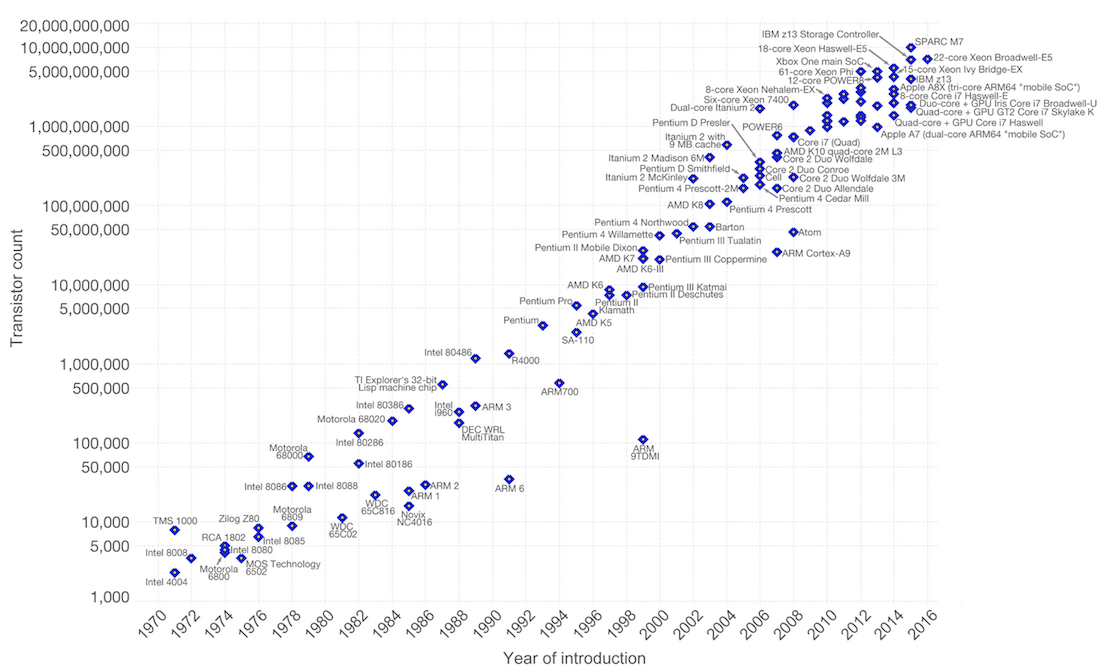 20,000,000,000
10,000,000,000
5,000,000,000
1,000,000,000
500,000,000
100,000,000
50,000,000
10,000,000
5,000,000
1,000,000
500,000
100,000
50,000
10,000
5,000
1,000
Transistor count
IBM z13 Storage Controller
SPARC M7
18-core Xeon Haswell-E5
22-core Xeon Broadwell-E5
Xbox One main SoC
15-core Xeon Ivy Bridge-EX
61-core Xeon Phi
IBM z13
12-core POWER8
Apple A8X (tri-core ARM64 "mobile SoC")
8-core Xeon Nehalem-EX
8-core Core i7 Haswell-E
Six-core Xeon 7400
Duo-core + GPU Iris Core i7 Broadwell-U
Dual-core Itanium 2
Quad-core + GPU GT2 Core i7 Skylake K
Pentium D Presler
POWER6
Quad-core + GPU Core i7 Haswell
Apple A7 (dual-core ARM64 "mobile SoC")
Itanium 2 with
9 MB cache
Core i7 (Quad)
AMD K10 quad-core 2M L3
Core 2 Duo Wolfdale
Itanium 2 Madison 6M
Pentium D Smithfield
Core 2 Duo Conroe
Itanium 2 McKinley
Cell
Core 2 Duo Wolfdale 3M
Pentium 4 Prescott-2M
Core 2 Duo Allendale
Pentium 4 Cedar Mill
AMD K8
Pentium 4 Prescott
Pentium 4 Northwood
Barton
Atom
Pentium 4 Willamette
Pentium III Tualatin
Pentium II Mobile Dixon
ARM Cortex-A9
AMD K7
Pentium III Coppermine
AMD K6-III
AMD K6
Pentium III Katmai
Pentium II Deschutes
Pentium Pro
Pentium II
Klamath
Pentium
AMD K5
SA-110
Intel 80486
R4000
TI Explorer's 32-bit
Lisp machine chip
ARM700
Intel 80386
Intel
i960
ARM 3
Motorola 68020
DEC WRL
MultiTitan
Intel 80286
ARM
9TDMI
Motorola
68000
Intel 80186
Intel 8086
Intel 8088
ARM 2
ARM 1
ARM 6
WDC
65C816
Novix
NC4016
TMS 1000
Zilog Z80
Motorola
6809
WDC
65C02
RCA 1802
Intel 8085
Intel 8008
Intel 8080
Motorola
6800
MOS Technology
6502
Intel 4004
1970
1972
1974
1976
1978
1980
1982
1984
1986
1988
1990
1992
1994
1996
1998
2000
2002
2004
2006
2008
2010
2012
2014
2016
Year of introduction